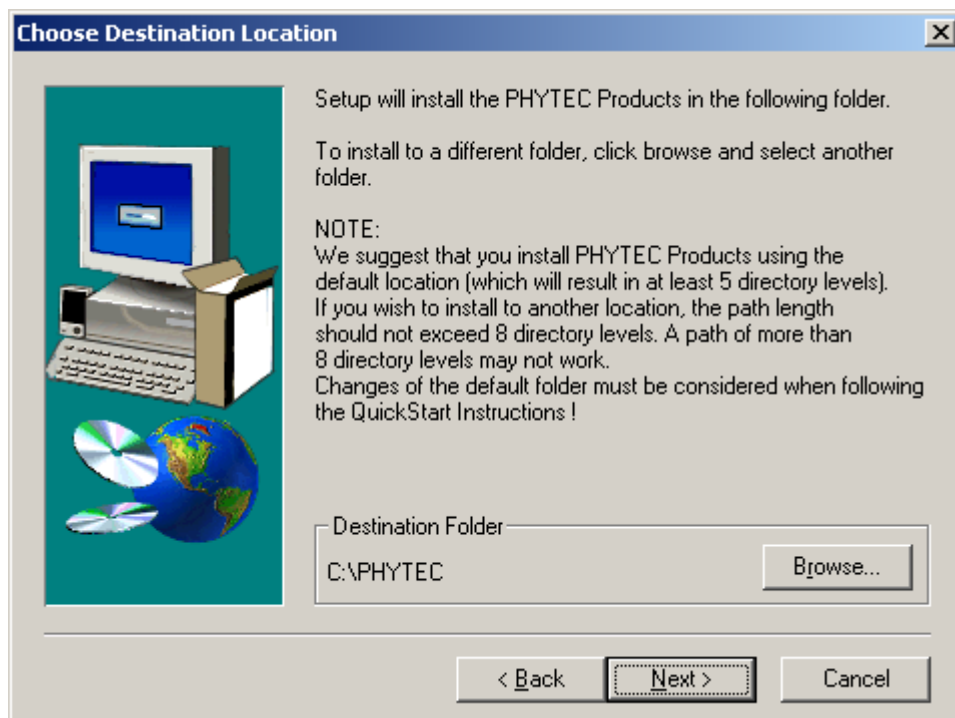 Choose Destination Location
Setup will install the PHYTEC Products in the following folder.
To install to a different folder, click browse and select another
folder.
NOTE:
We suggest that you install PHYTEC Products using the
default location (which will result in at least 5 directory levels).
If you wish to install to another location, the path length
should not exceed 8 directory levels. A path of more than
8 directory levels may not work.
Changes of the default folder must be considered when following
the QuickStart Instructions !
Destination Folder
C:\PHYTEC
Browse...
< Back
Next >
Cancel